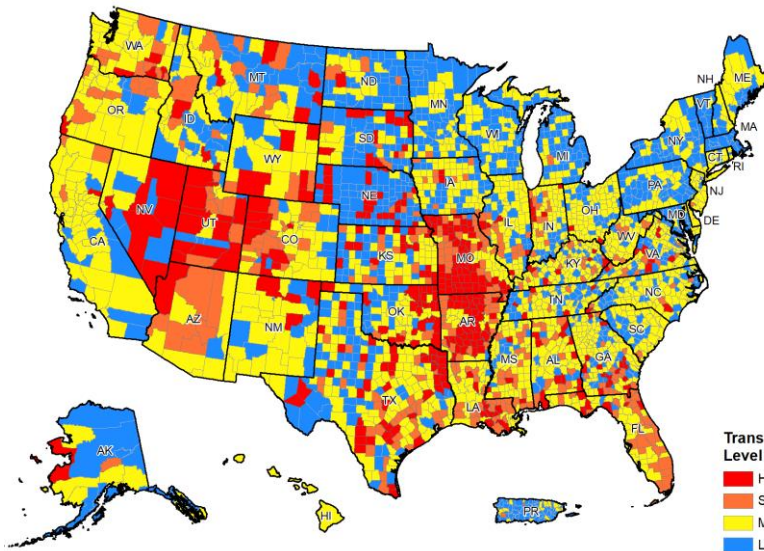 WA
MT
ND
MN
OR
ID
SD
WI
MI
WY
NE
IA
NV
UT
CO
KS
MO
IL
IN
OH
PA
NY
NH
VT
ME
MA
CT
RI
NJ
DE
MD
WV
VA
KY
CA
AZ
NM
OK
AR
TN
NC
SC
MS
AL
GA
TX
LA
FL
AK
HI
PR
Trans
Level
H
S
M
L